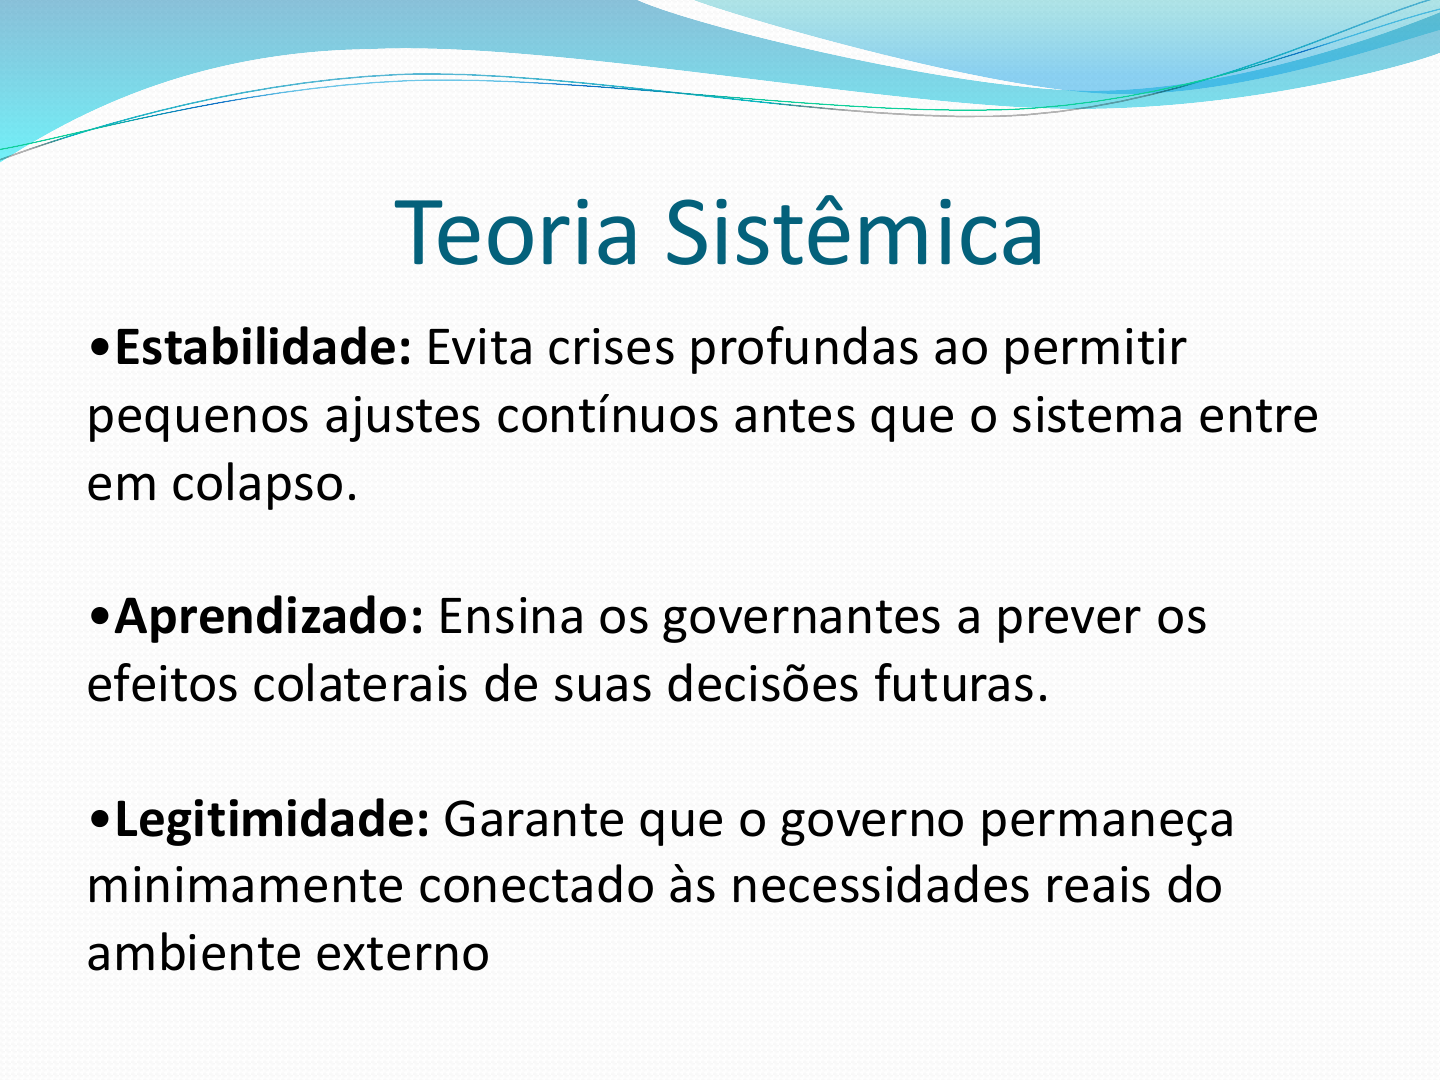 Teoria Sistêmica
•Estabilidade: Evita crises profundas ao permitir
pequenos ajustes contínuos antes que o sistema entre
em colapso.
•Aprendizado: Ensina os governantes a prever os
efeitos colaterais de suas decisões futuras.
•Legitimidade: Garante que o governo permaneça
minimamente conectado às necessidades reais do
ambiente externo